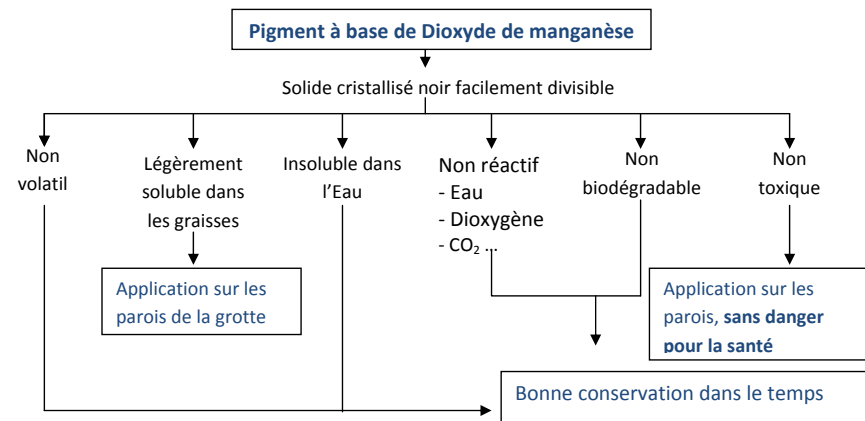 Pigment à base de Dioxyde de manganèse
Solide cristallisé noir facilement divisible
Non
volatil
Légèrement
soluble dans
les graisses
Insoluble dans
l’Eau
Non réactif
- Eau
- Dioxygène
- CO₂ ...
Non
biodégradable
Non
toxique
Application sur les
parois de la grotte
Application sur les
parois, sans danger
pour la santé
Bonne conservation dans le temps